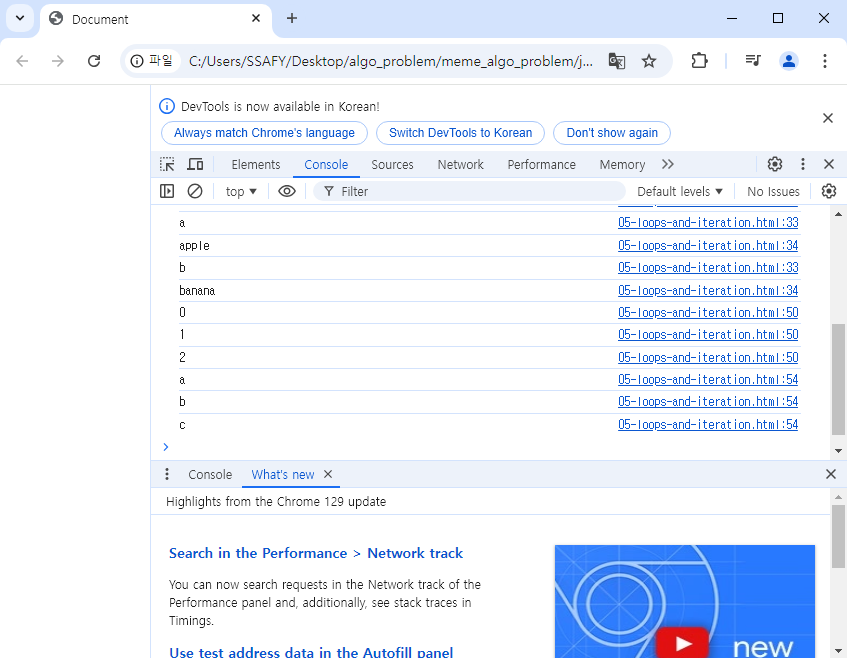 Document
파일 C:/Users/SSAFY/Desktop/algo_problem/meme_algo_problem/j...
DevTools is now available in Korean!
Always match Chrome's language Switch DevTools to Korean Don't show again
Elements Console Sources Network Performance Memory
top Filter Default levels No Issues
a 05-loops-and-iteration.html:33
apple 05-loops-and-iteration.html:34
b 05-loops-and-iteration.html:33
banana 05-loops-and-iteration.html:34
0 05-loops-and-iteration.html:50
1 05-loops-and-iteration.html:50
2 05-loops-and-iteration.html:50
a 05-loops-and-iteration.html:54
b 05-loops-and-iteration.html:54
c 05-loops-and-iteration.html:54
Console What's new
Highlights from the Chrome 129 update
Search in the Performance > Network track
You can now search requests in the Network track of the
Performance panel and, additionally, see stack traces in
Timings.
Use test address data in the Autofill panel
new